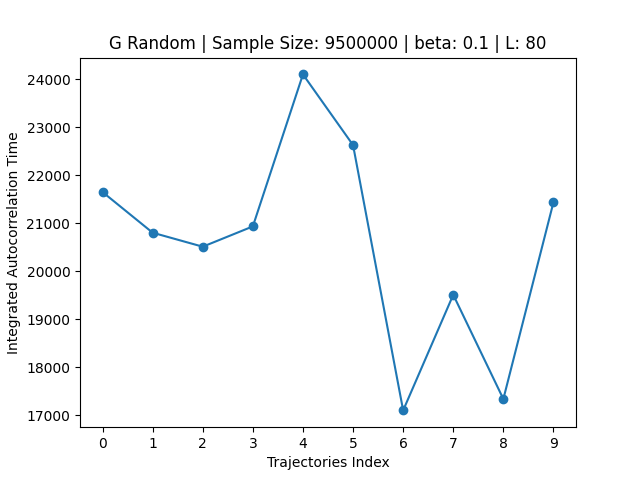 G Random | Sample Size: 9500000 | beta: 0.1 | L: 80
Integrated Autocorrelation Time
24000
23000
22000
21000
20000
19000
18000
17000
0 1 2 3 4 5 6 7 8 9
Trajectories Index